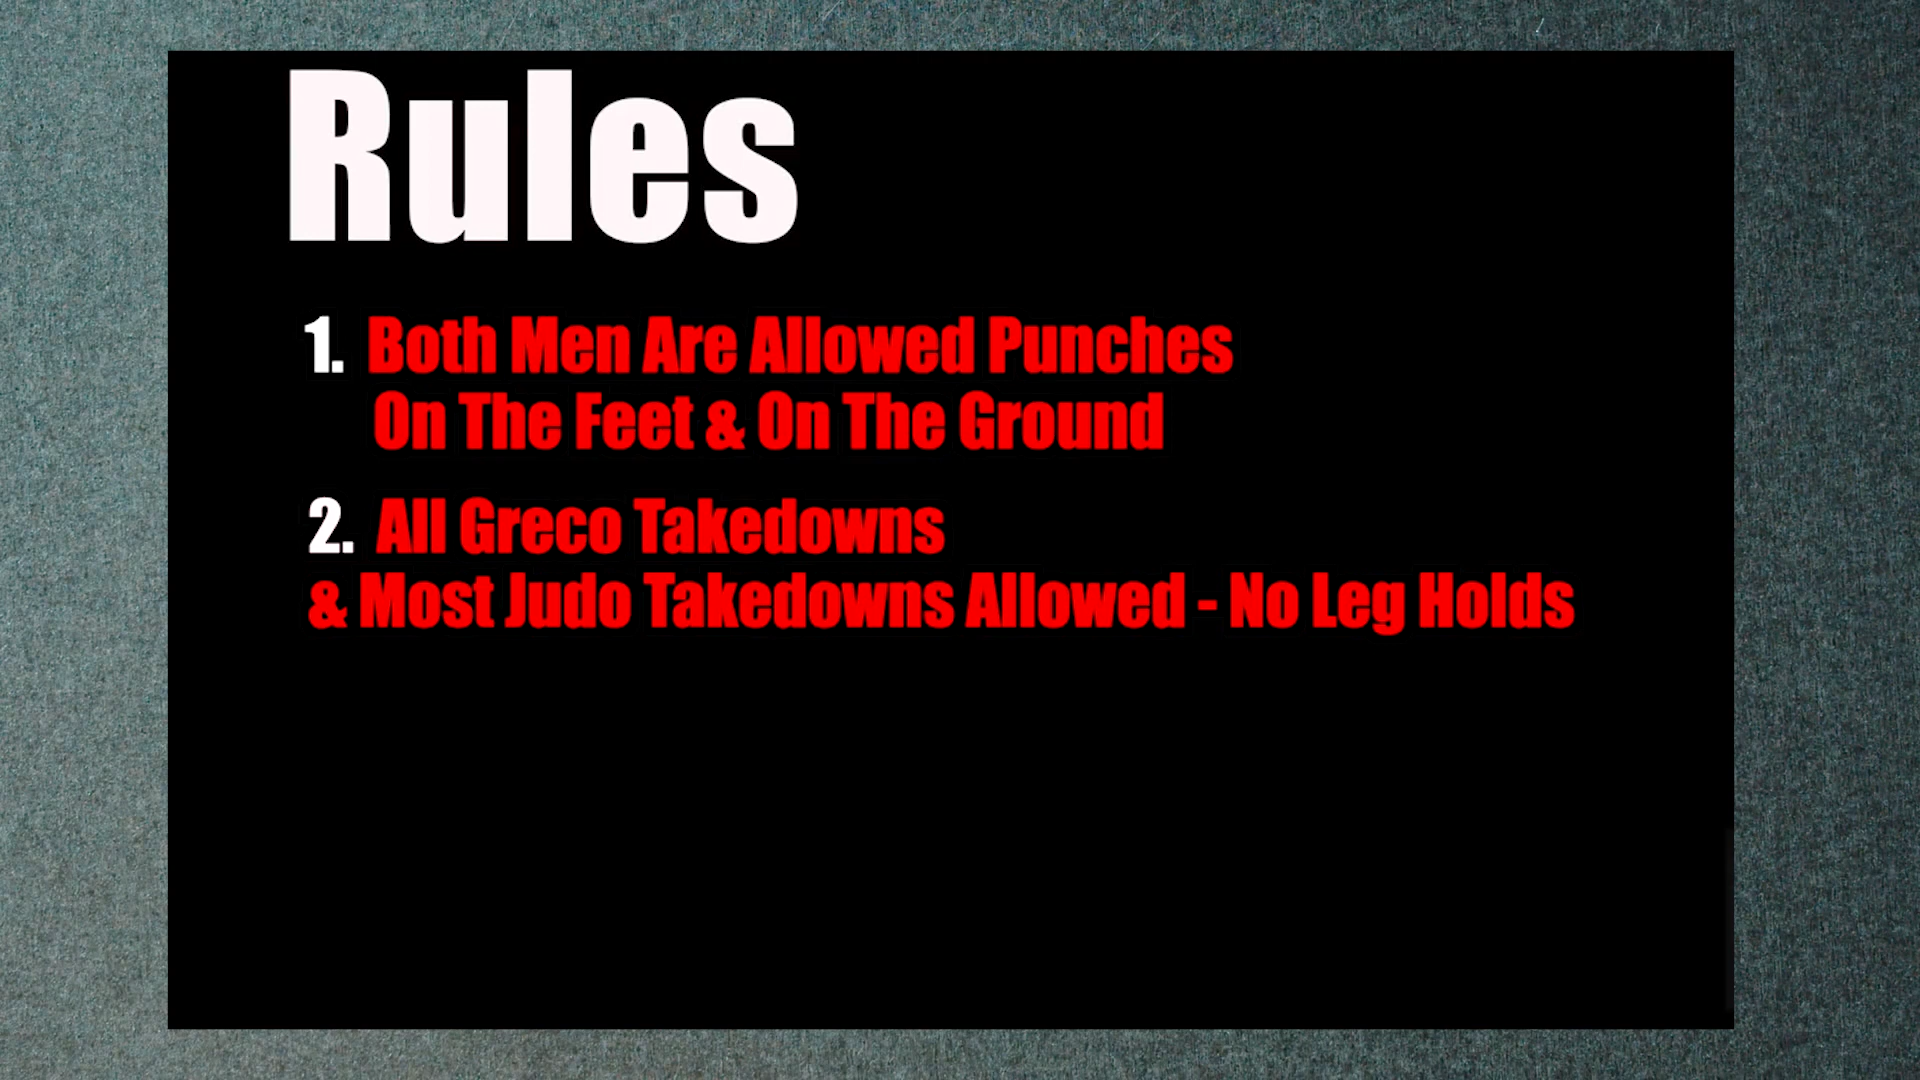 Rules
1. Both Men Are Allowed Punches
On The Feet & On The Ground
2. All Greco Takedowns
& Most Judo Takedowns Allowed - No Leg Holds